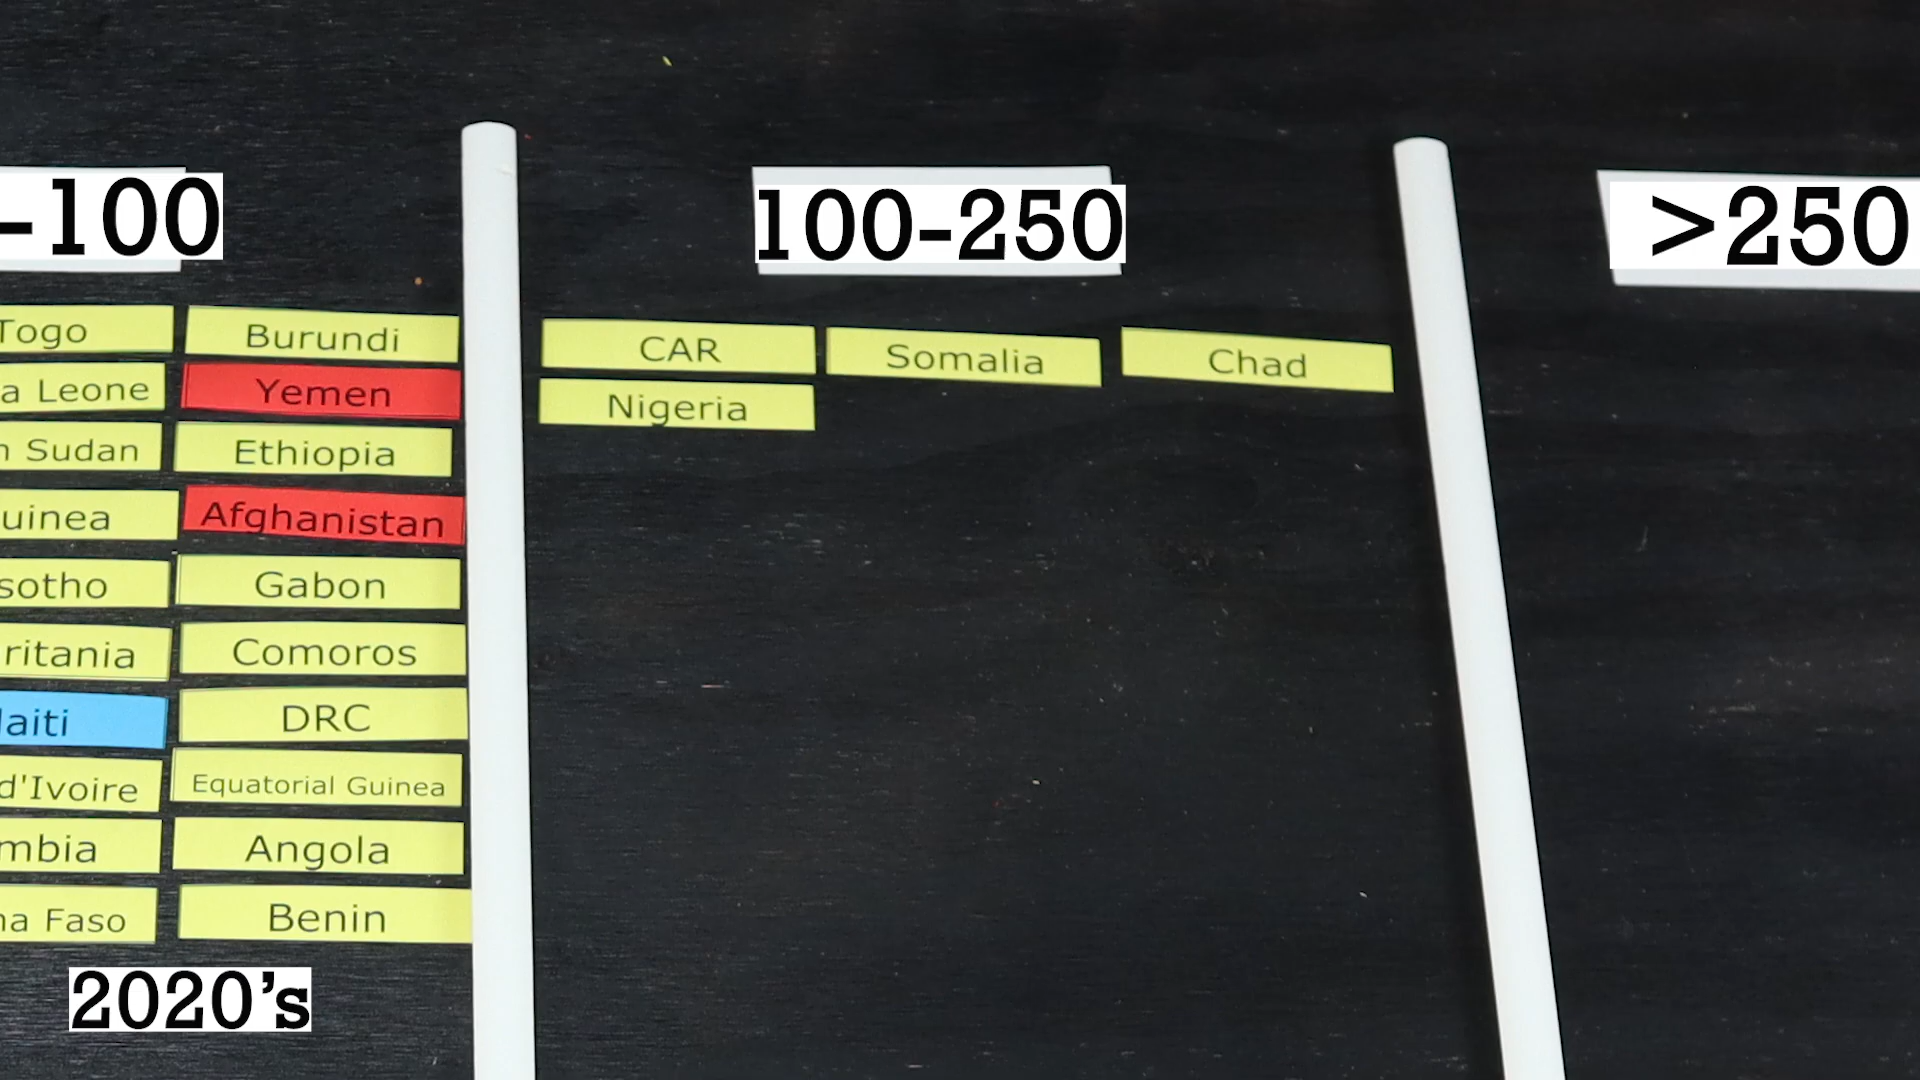 -100
100-250
>250
Togo
Burundi
CAR
Somalia
Chad
a Leone
Yemen
Nigeria
n Sudan
Ethiopia
uinea
Afghanistan
sotho
Gabon
ritania
Comoros
aiti
DRC
d'Ivoire
Equatorial Guinea
mbia
Angola
na Faso
Benin
2020's